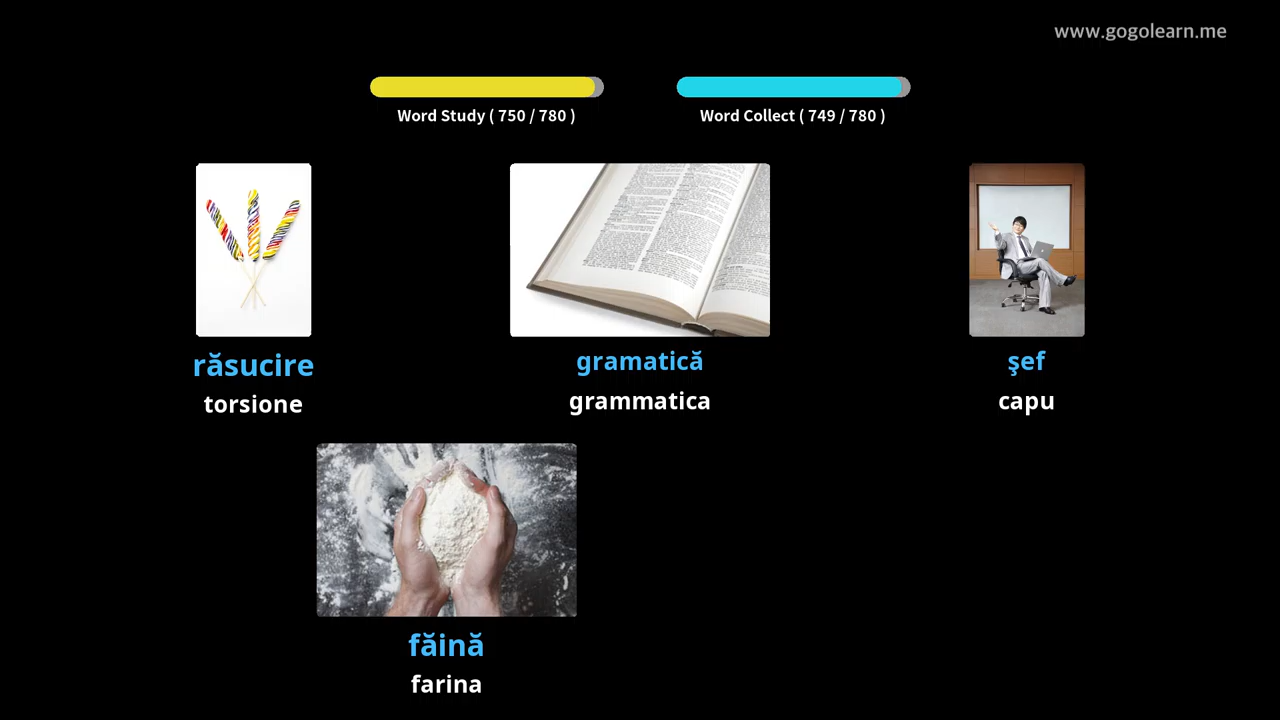 www.gogolearn.me
Word Study ( 750 / 780 )
Word Collect ( 749 / 780 )
răsucire
torsione
gramatică
grammatica
şef
capu
făină
farina